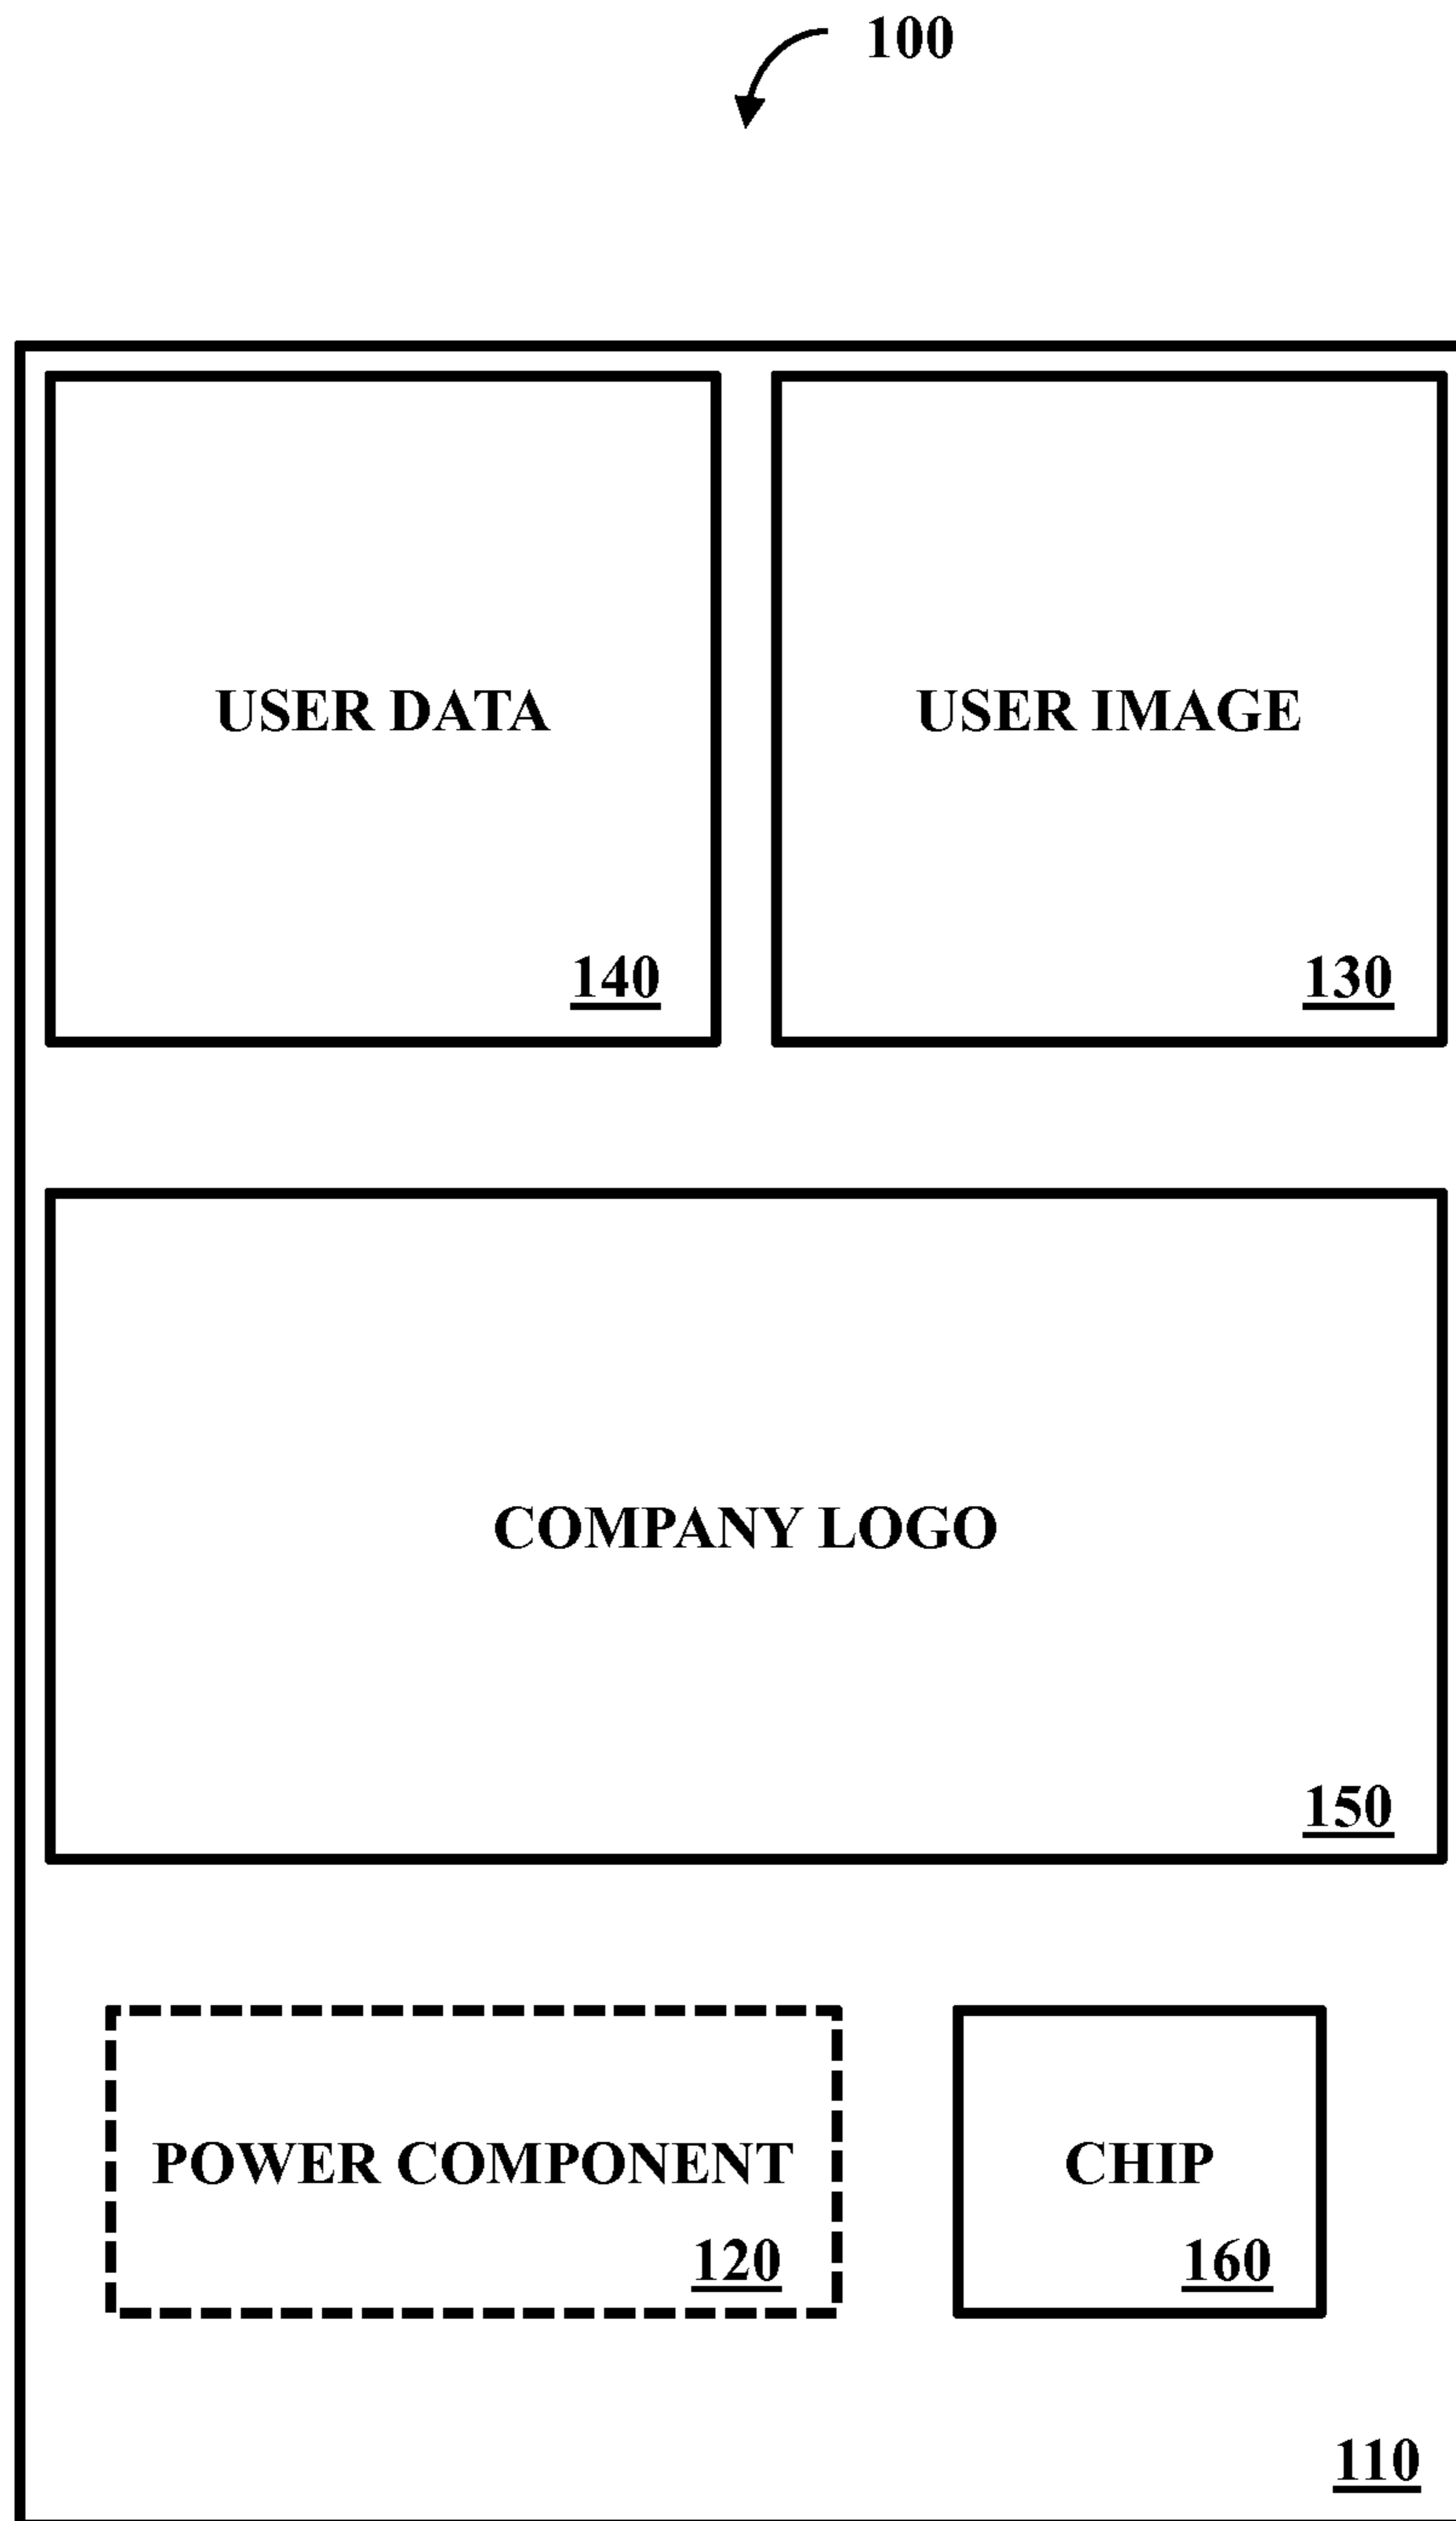 100
USER DATA
140
USER IMAGE
130
COMPANY LOGO
150
POWER COMPONENT
120
CHIP
160
110